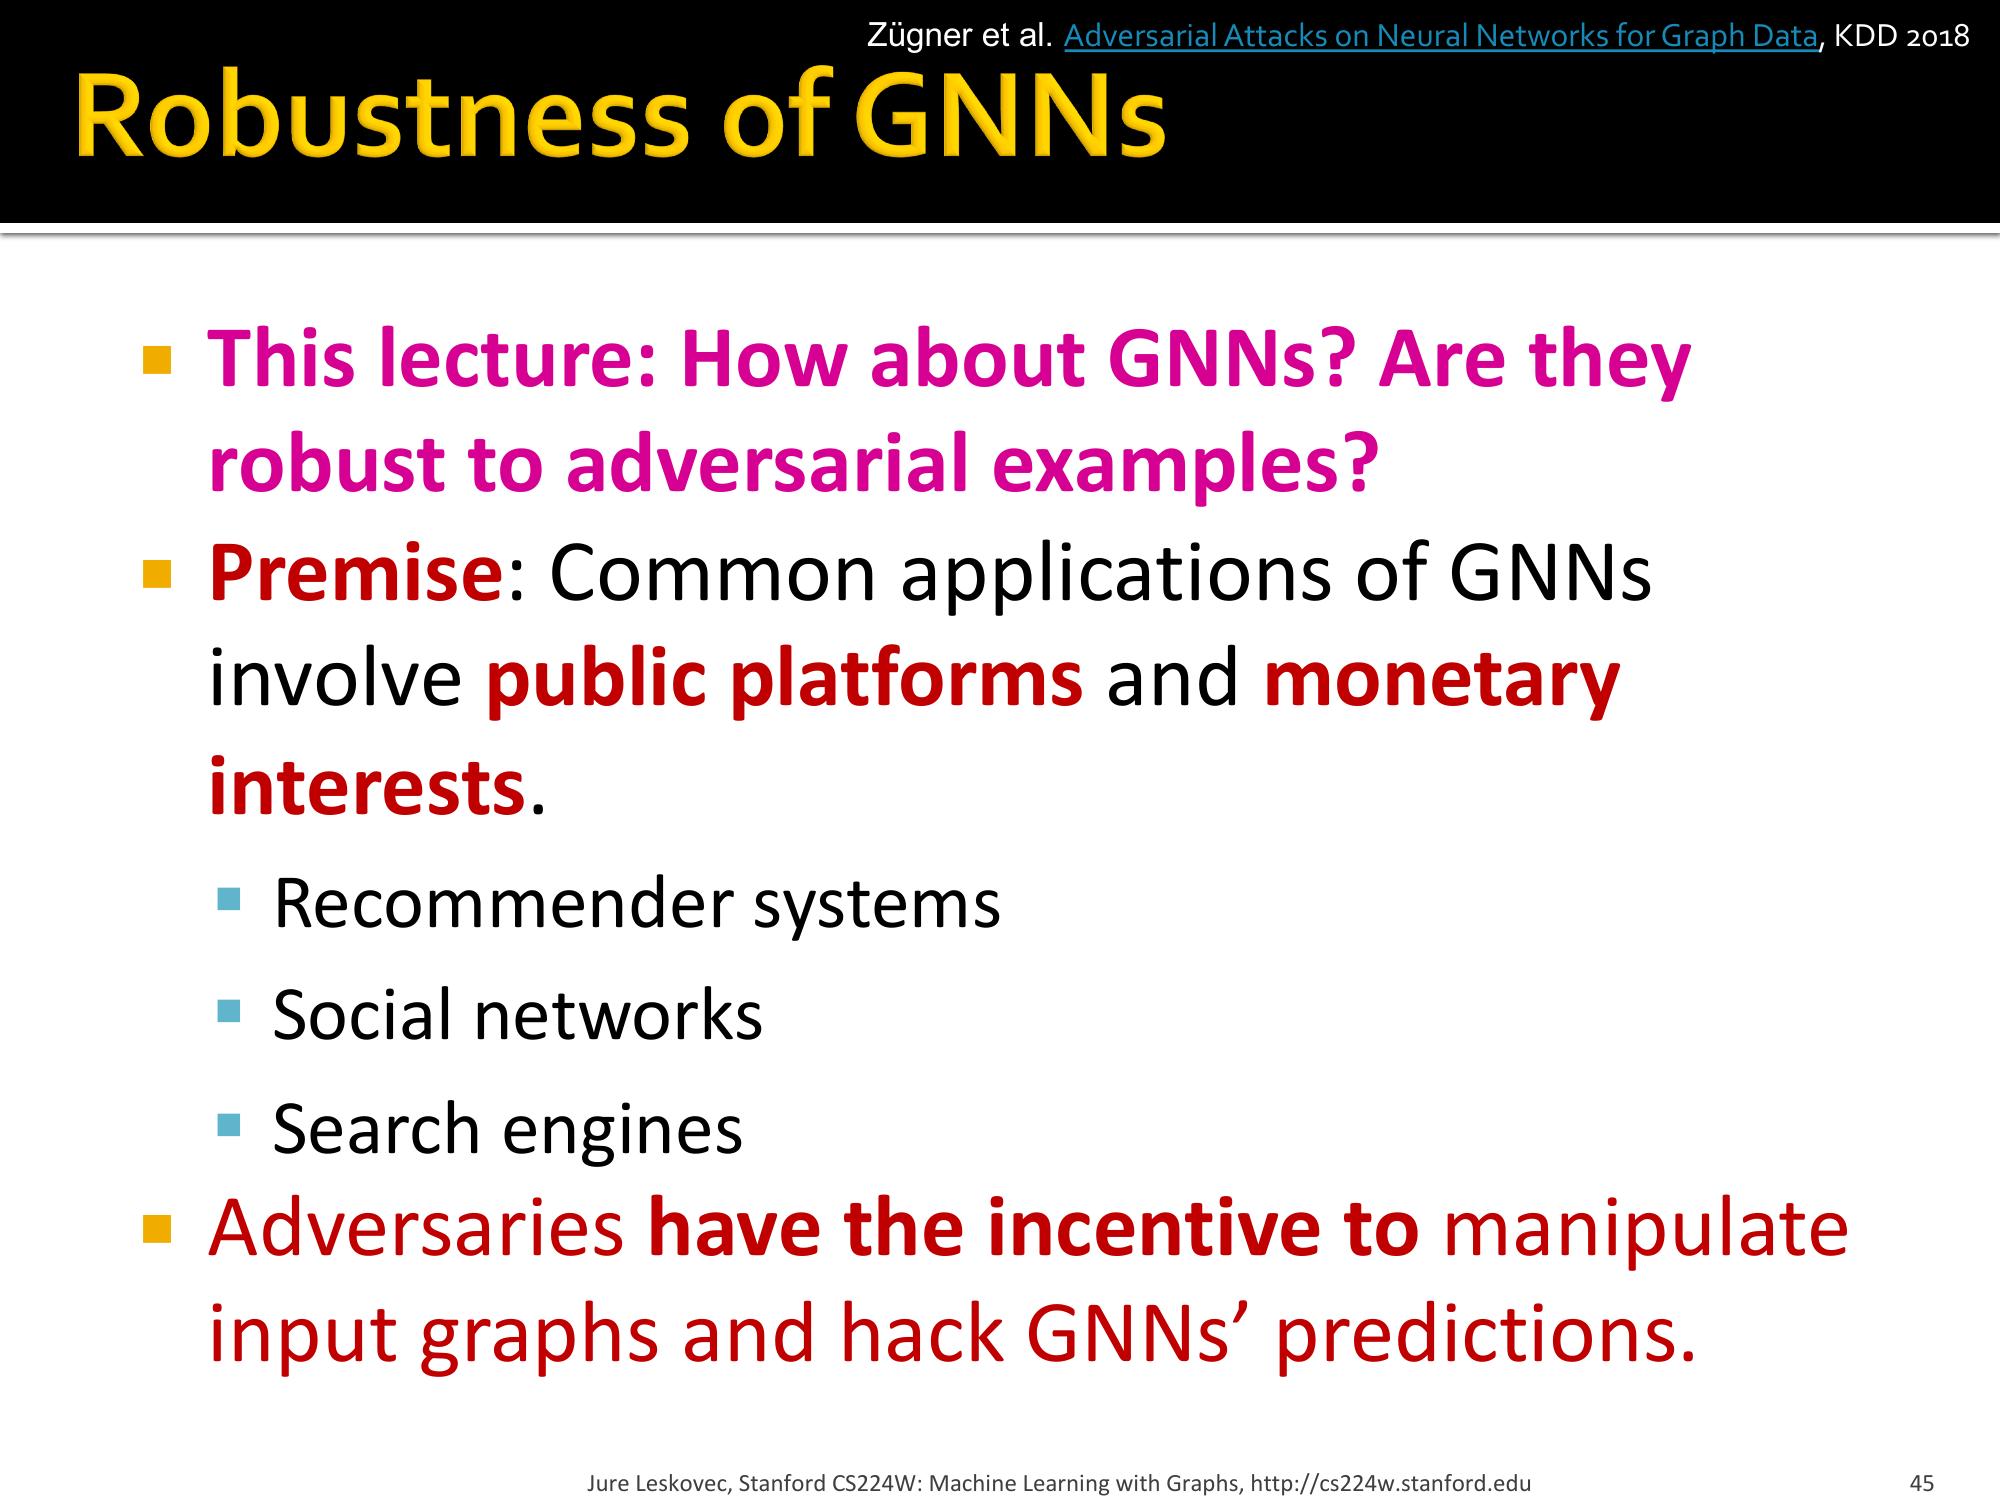 Zügner et al. Adversarial Attacks on Neural Networks for Graph Data, KDD 2018
Robustness of GNNs
This lecture: How about GNNs? Are they
robust to adversarial examples?
Premise: Common applications of GNNs
involve public platforms and monetary
interests.
Recommender systems
Social networks
Search engines
Adversaries have the incentive to manipulate
input graphs and hack GNNs’ predictions.
Jure Leskovec, Stanford CS224W: Machine Learning with Graphs, http://cs224w.stanford.edu
45